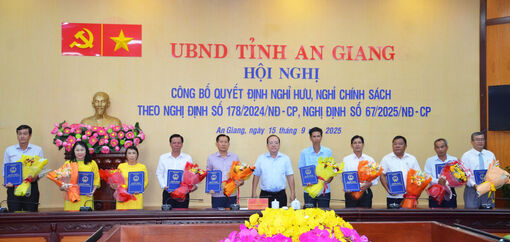 UBND TỈNH AN GIANG
HỘI NGHỊ
CÔNG BỐ QUYẾT ĐỊNH NGHỈ HƯU, NGHỈ CHÍNH SÁCH
THEO NGHỊ ĐỊNH SỐ 178/2024/NĐ-CP, NGHỊ ĐỊNH SỐ 67/2025/NĐ-CP
An Giang, ngày 15 tháng 9 năm 2025